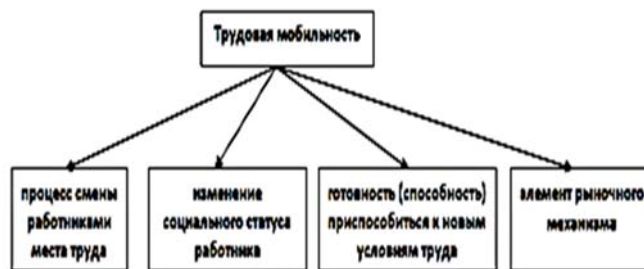 Трудовая мобильность
процесс смены
работниками
места труда
изменение
социального статуса
работника
готовность (способность)
приспособиться к новым
условиям труда
элемент рыночного
механизма